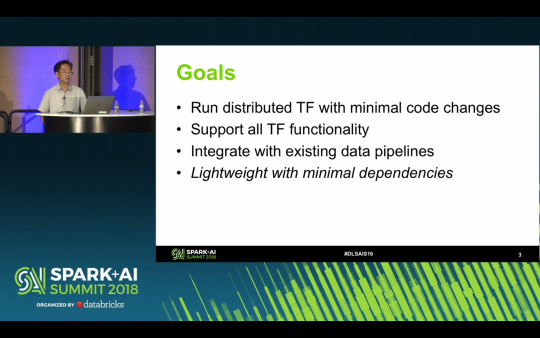 Goals
• Run distributed TF with minimal code changes
• Support all TF functionality
• Integrate with existing data pipelines
• Lightweight with minimal dependencies
SPARK+AI
SUMMIT 2018
#DLSAIS16
3
SPARK+AI
SUMMIT 2018
ORGANIZED BY databricks